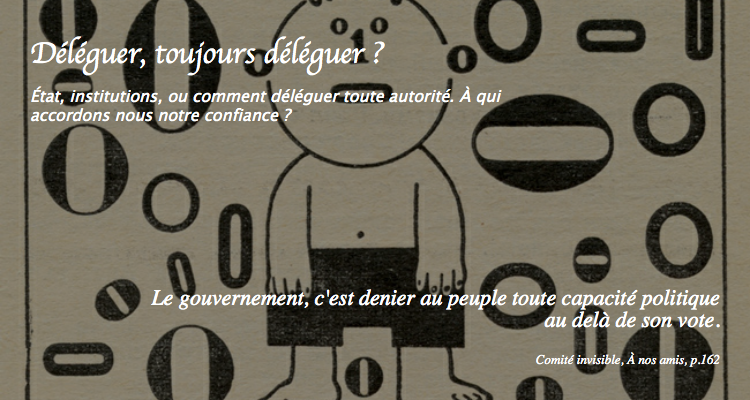 Déléguer, toujours déléguer ?
État, institutions, ou comment déléguer toute autorité. À qui
accordons nous notre confiance ?
Le gouvernement, c'est denier au peuple toute capacité politique
au delà de son vote.
Comité invisible, À nos amis, p.162